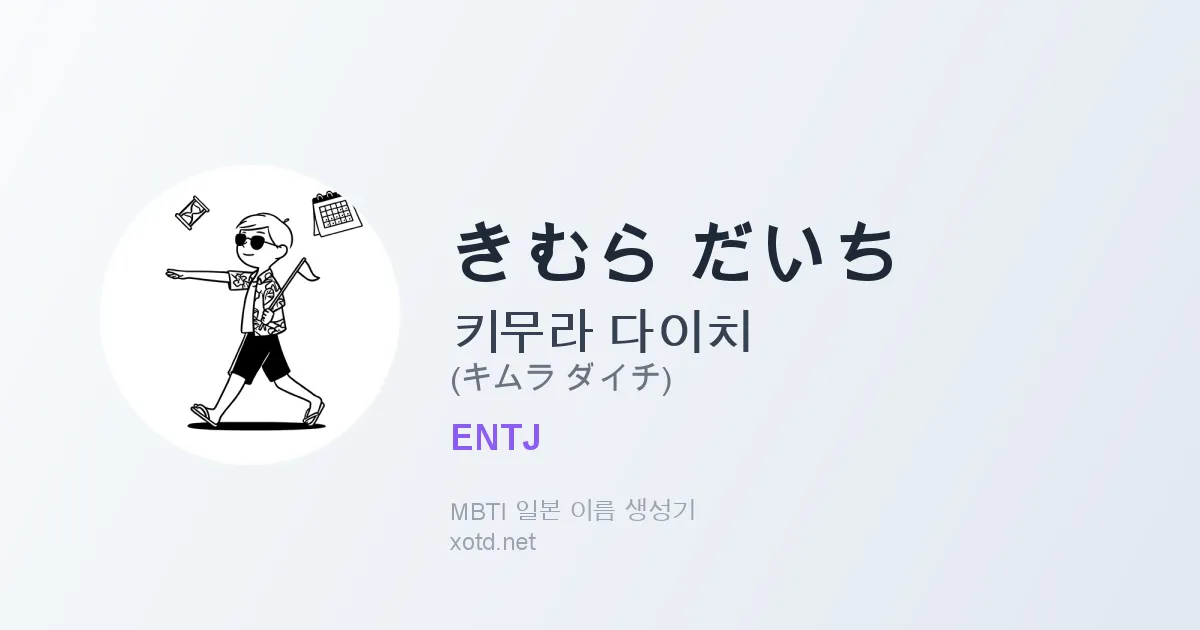 きむら だいち
키무라 다이치
(キムラ ダイチ)
ENTJ
MBTI 일본 이름 생성기
xotd.net